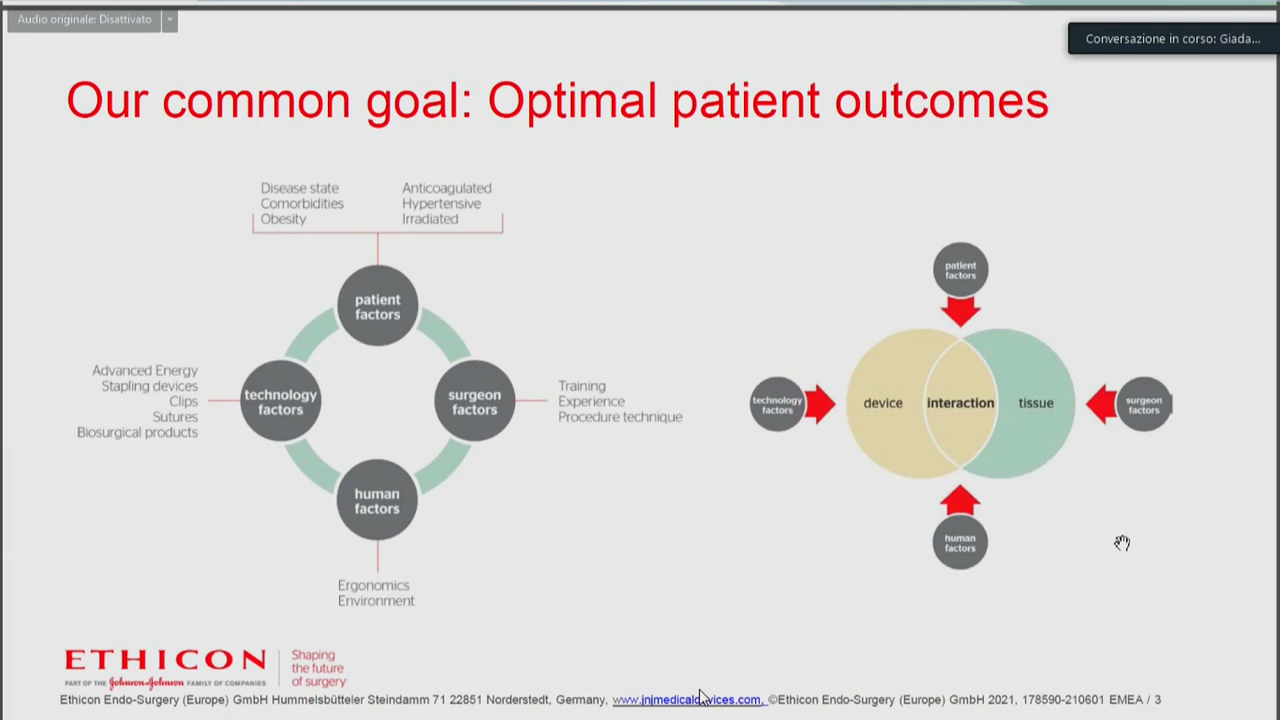 Audio originale: Disattivato
Conversazione in corso: Giada...
Our common goal: Optimal patient outcomes
Disease state
Comorbidities
Obesity
Anticoagulated
Hypertensive
Irradiated
patient
factors
Advanced Energy
Stapling devices
Clips
Sutures
Biosurgical products
technology
factors
surgeon
factors
Training
Experience
Procedure technique
human
factors
Ergonomics
Environment
patient
factors
technology
factors
device
interaction
tissue
surgeon
factors
human
factors
ETHICON
PART OF THE Johnson & Johnson FAMILY OF COMPANIES
Shaping
the future
of surgery
Ethicon Endo-Surgery (Europe) GmbH Hummelsbütteler Steindamm 71 22851 Norderstedt, Germany, www.jnjmedicaldevices.com, ©Ethicon Endo-Surgery (Europe) GmbH 2021, 178590-210601 EMEA / 3